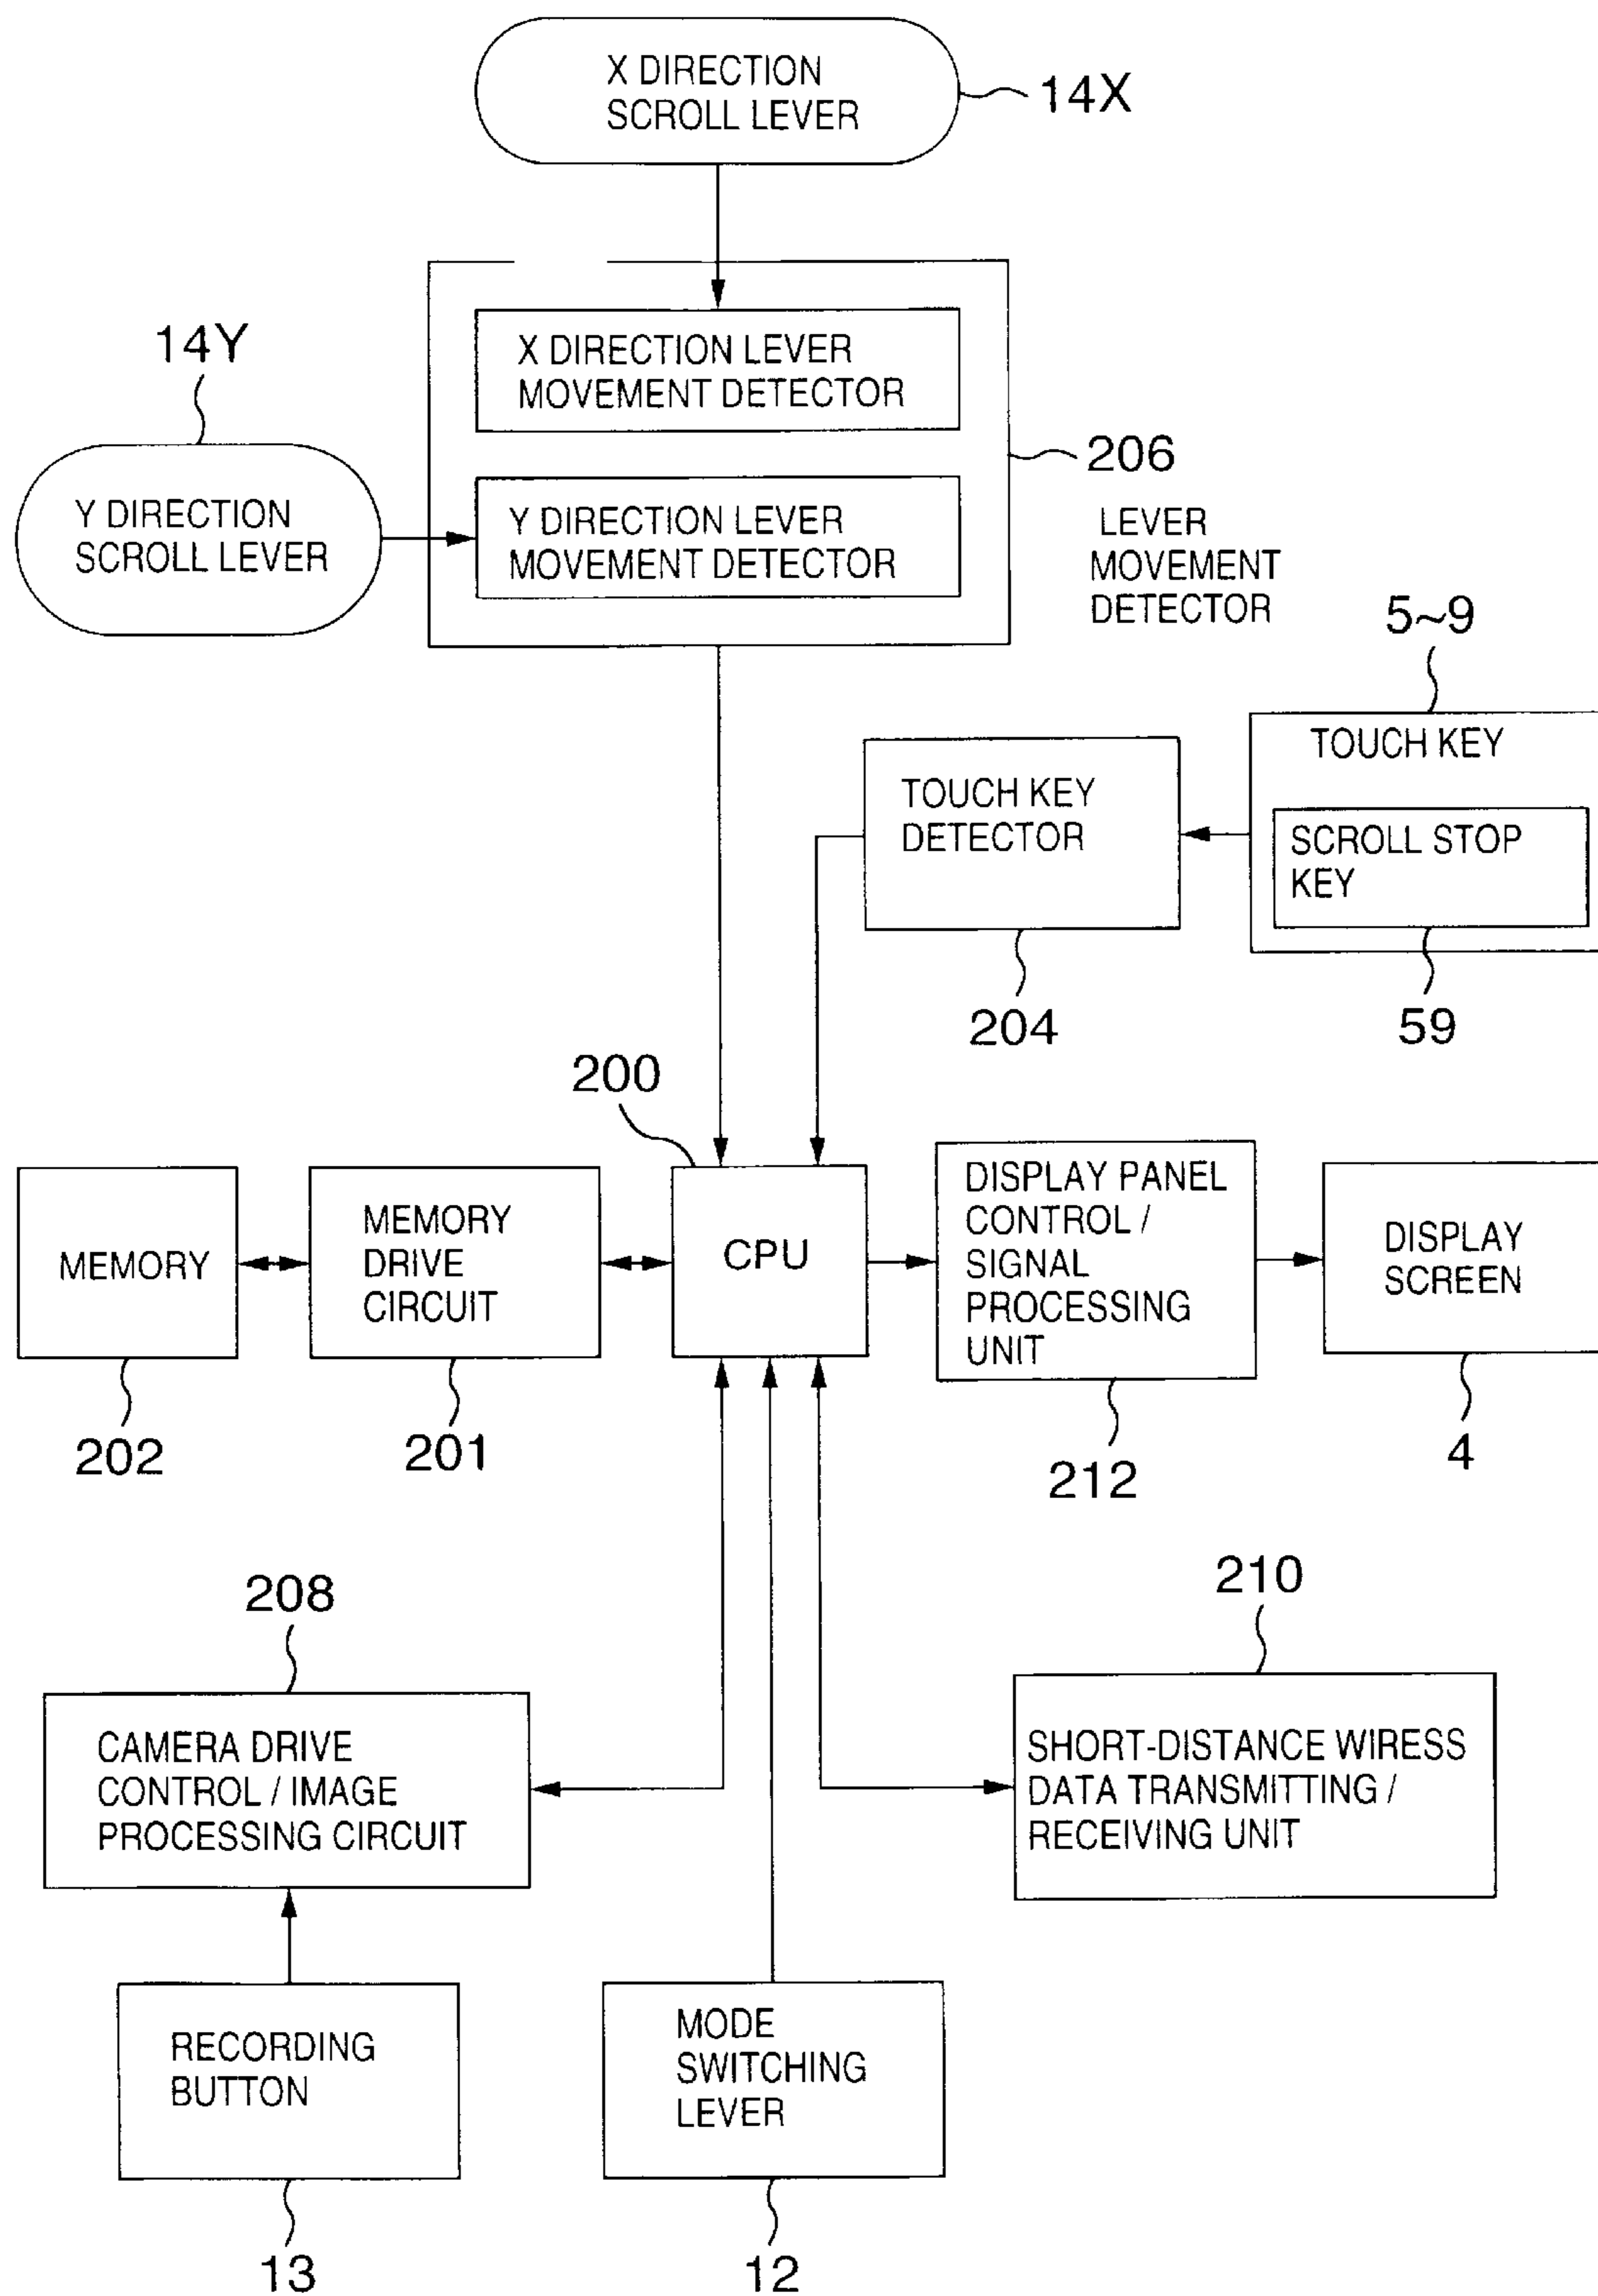 X DIRECTION
SCROLL LEVER
14X
14Y
X DIRECTION LEVER
MOVEMENT DETECTOR
206
Y DIRECTION
SCROLL LEVER
Y DIRECTION LEVER
MOVEMENT DETECTOR
LEVER
MOVEMENT
DETECTOR
5~9
TOUCH KEY
TOUCH KEY
DETECTOR
SCROLL STOP
KEY
204
59
200
MEMORY
MEMORY
DRIVE
CIRCUIT
CPU
DISPLAY PANEL
CONTROL /
SIGNAL
PROCESSING
UNIT
DISPLAY
SCREEN
202
201
212
4
208
210
CAMERA DRIVE
CONTROL / IMAGE
PROCESSING CIRCUIT
SHORT-DISTANCE WIRESS
DATA TRANSMITTING /
RECEIVING UNIT
RECORDING
BUTTON
MODE
SWITCHING
LEVER
13
12